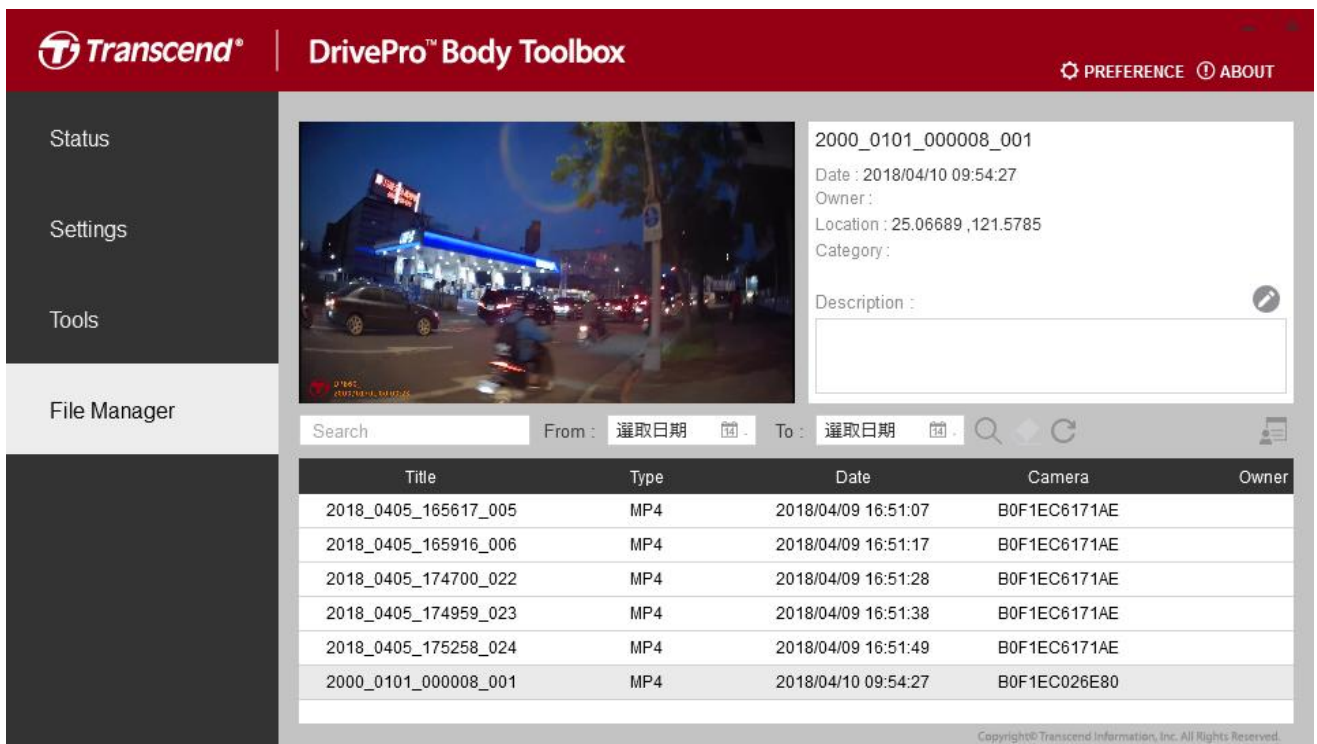 Transcend®
DrivePro™ Body Toolbox
PREFERENCE
ABOUT
Status
Settings
Tools
File Manager
2000_0101_000008_001
Date : 2018/04/10 09:54:27
Owner :
Location : 25.06689 ,121.5785
Category :
Description :
Search From : 選取日期 14 To : 選取日期 14
Title Type Date Camera Owner
2018_0405_165617_005 MP4 2018/04/09 16:51:07 B0F1EC6171AE
2018_0405_165916_006 MP4 2018/04/09 16:51:17 B0F1EC6171AE
2018_0405_174700_022 MP4 2018/04/09 16:51:28 B0F1EC6171AE
2018_0405_174959_023 MP4 2018/04/09 16:51:38 B0F1EC6171AE
2018_0405_175258_024 MP4 2018/04/09 16:51:49 B0F1EC6171AE
2000_0101_000008_001 MP4 2018/04/10 09:54:27 B0F1EC026E80
Copyright© Transcend Information, Inc. All Rights Reserved.